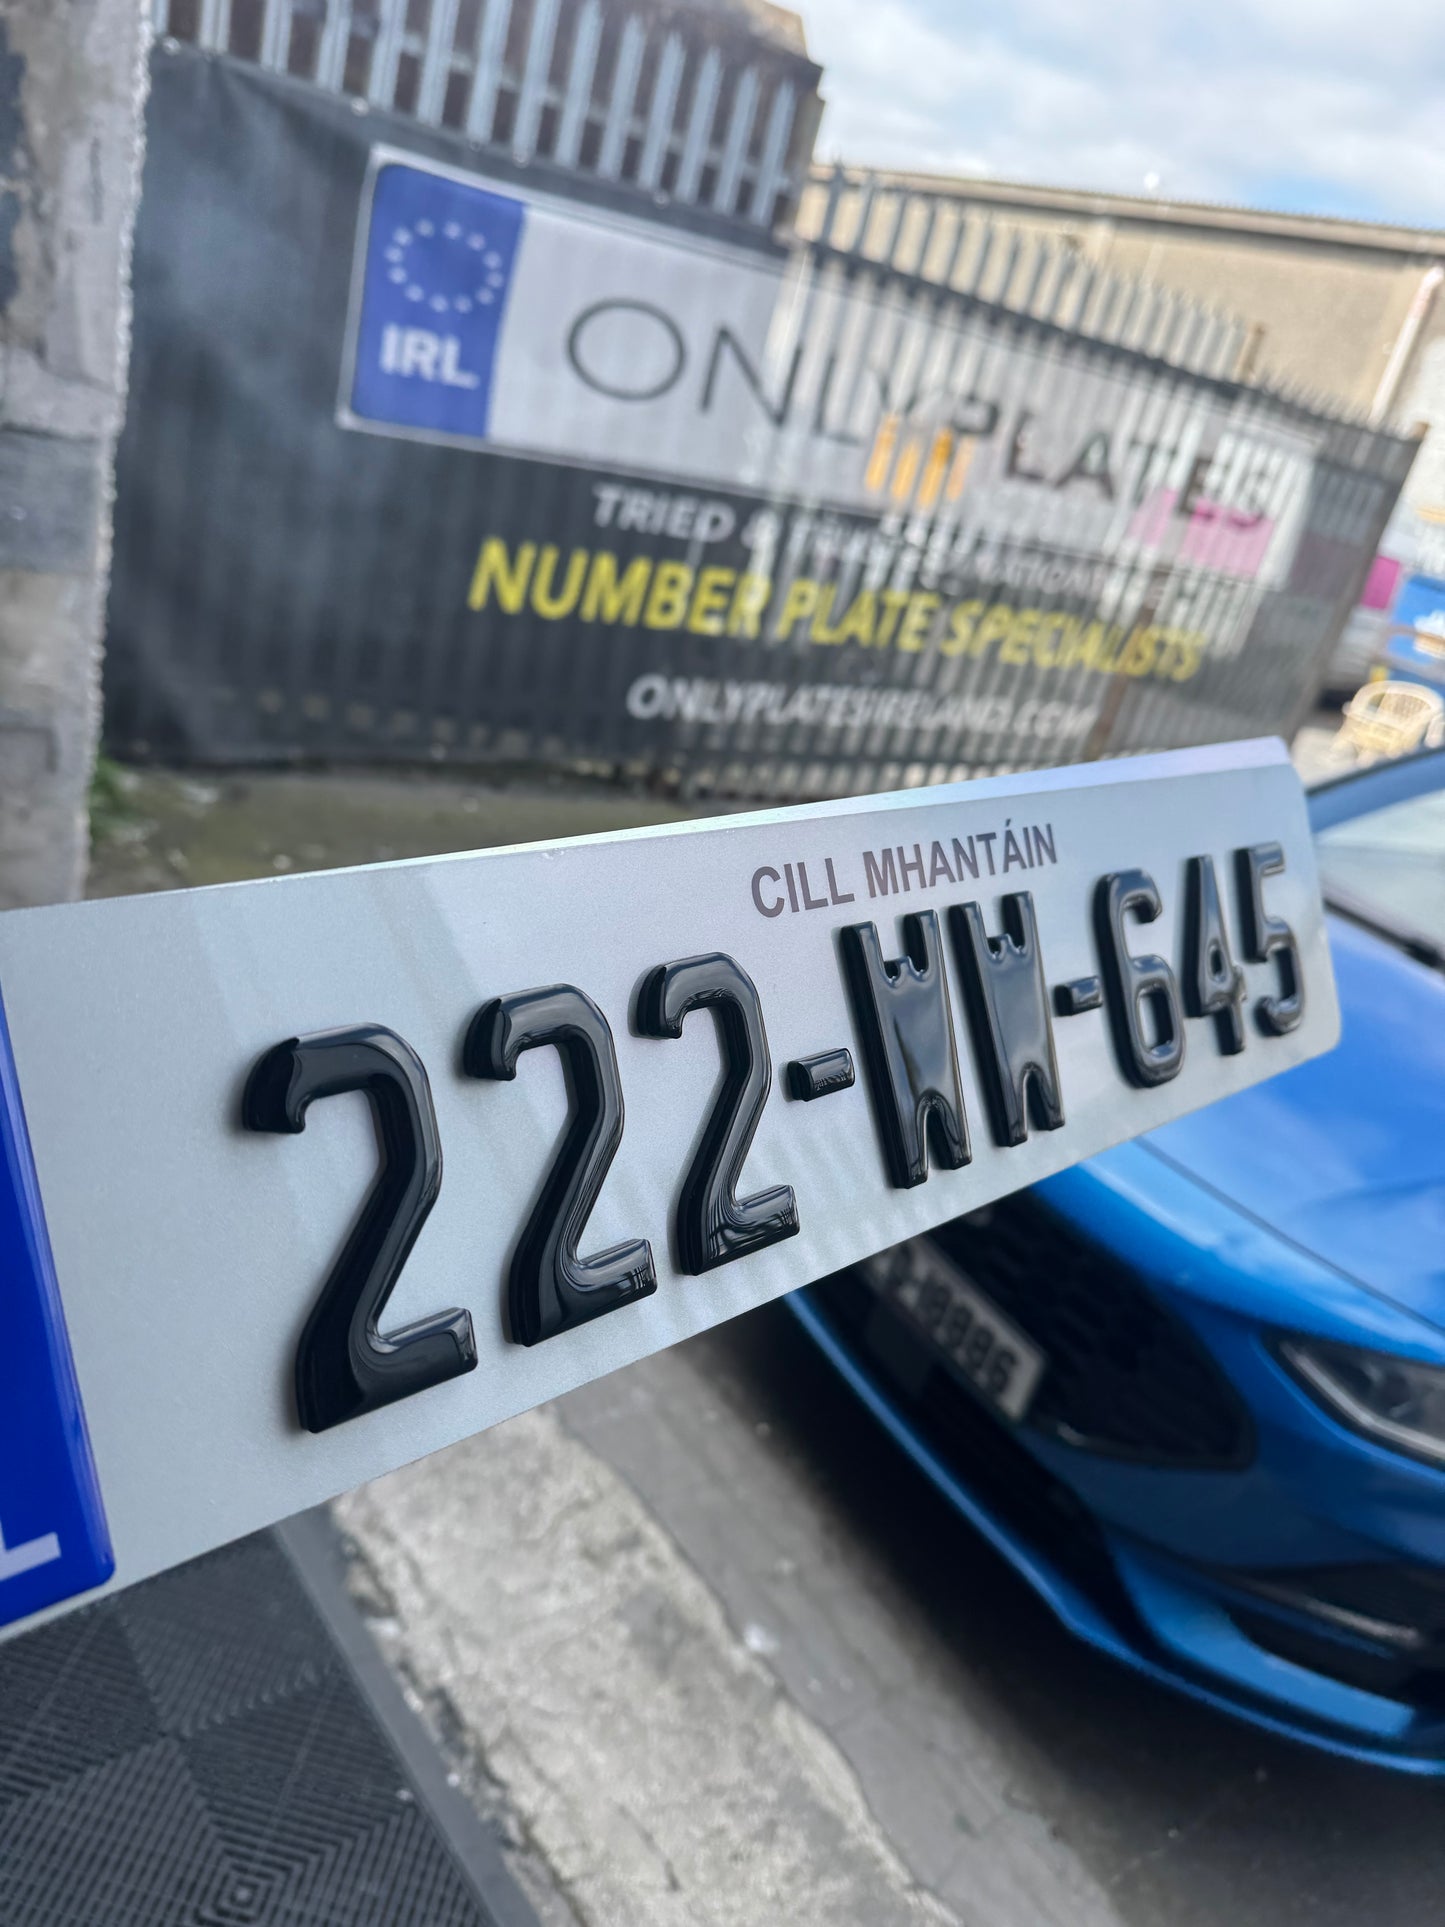 IRL
ONLYPLATES
TRIED &
NUMBER PLATE SPECIALISTS
ONLYPLATESIRELAND.COM
CILL MHANTÁIN
222-WW-645
L